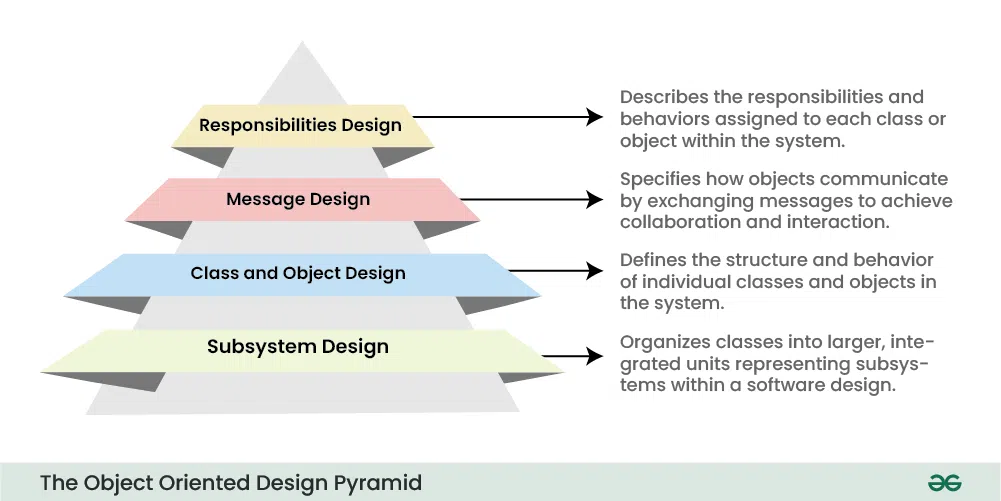 Responsibilities Design
Describes the responsibilities and
behaviors assigned to each class or
object within the system.
Message Design
Specifies how objects communicate
by exchanging messages to achieve
collaboration and interaction.
Class and Object Design
Defines the structure and behavior
of individual classes and objects in
the system.
Subsystem Design
Organizes classes into larger, inte-
grated units representing subsys-
tems within a software design.
The Object Oriented Design Pyramid